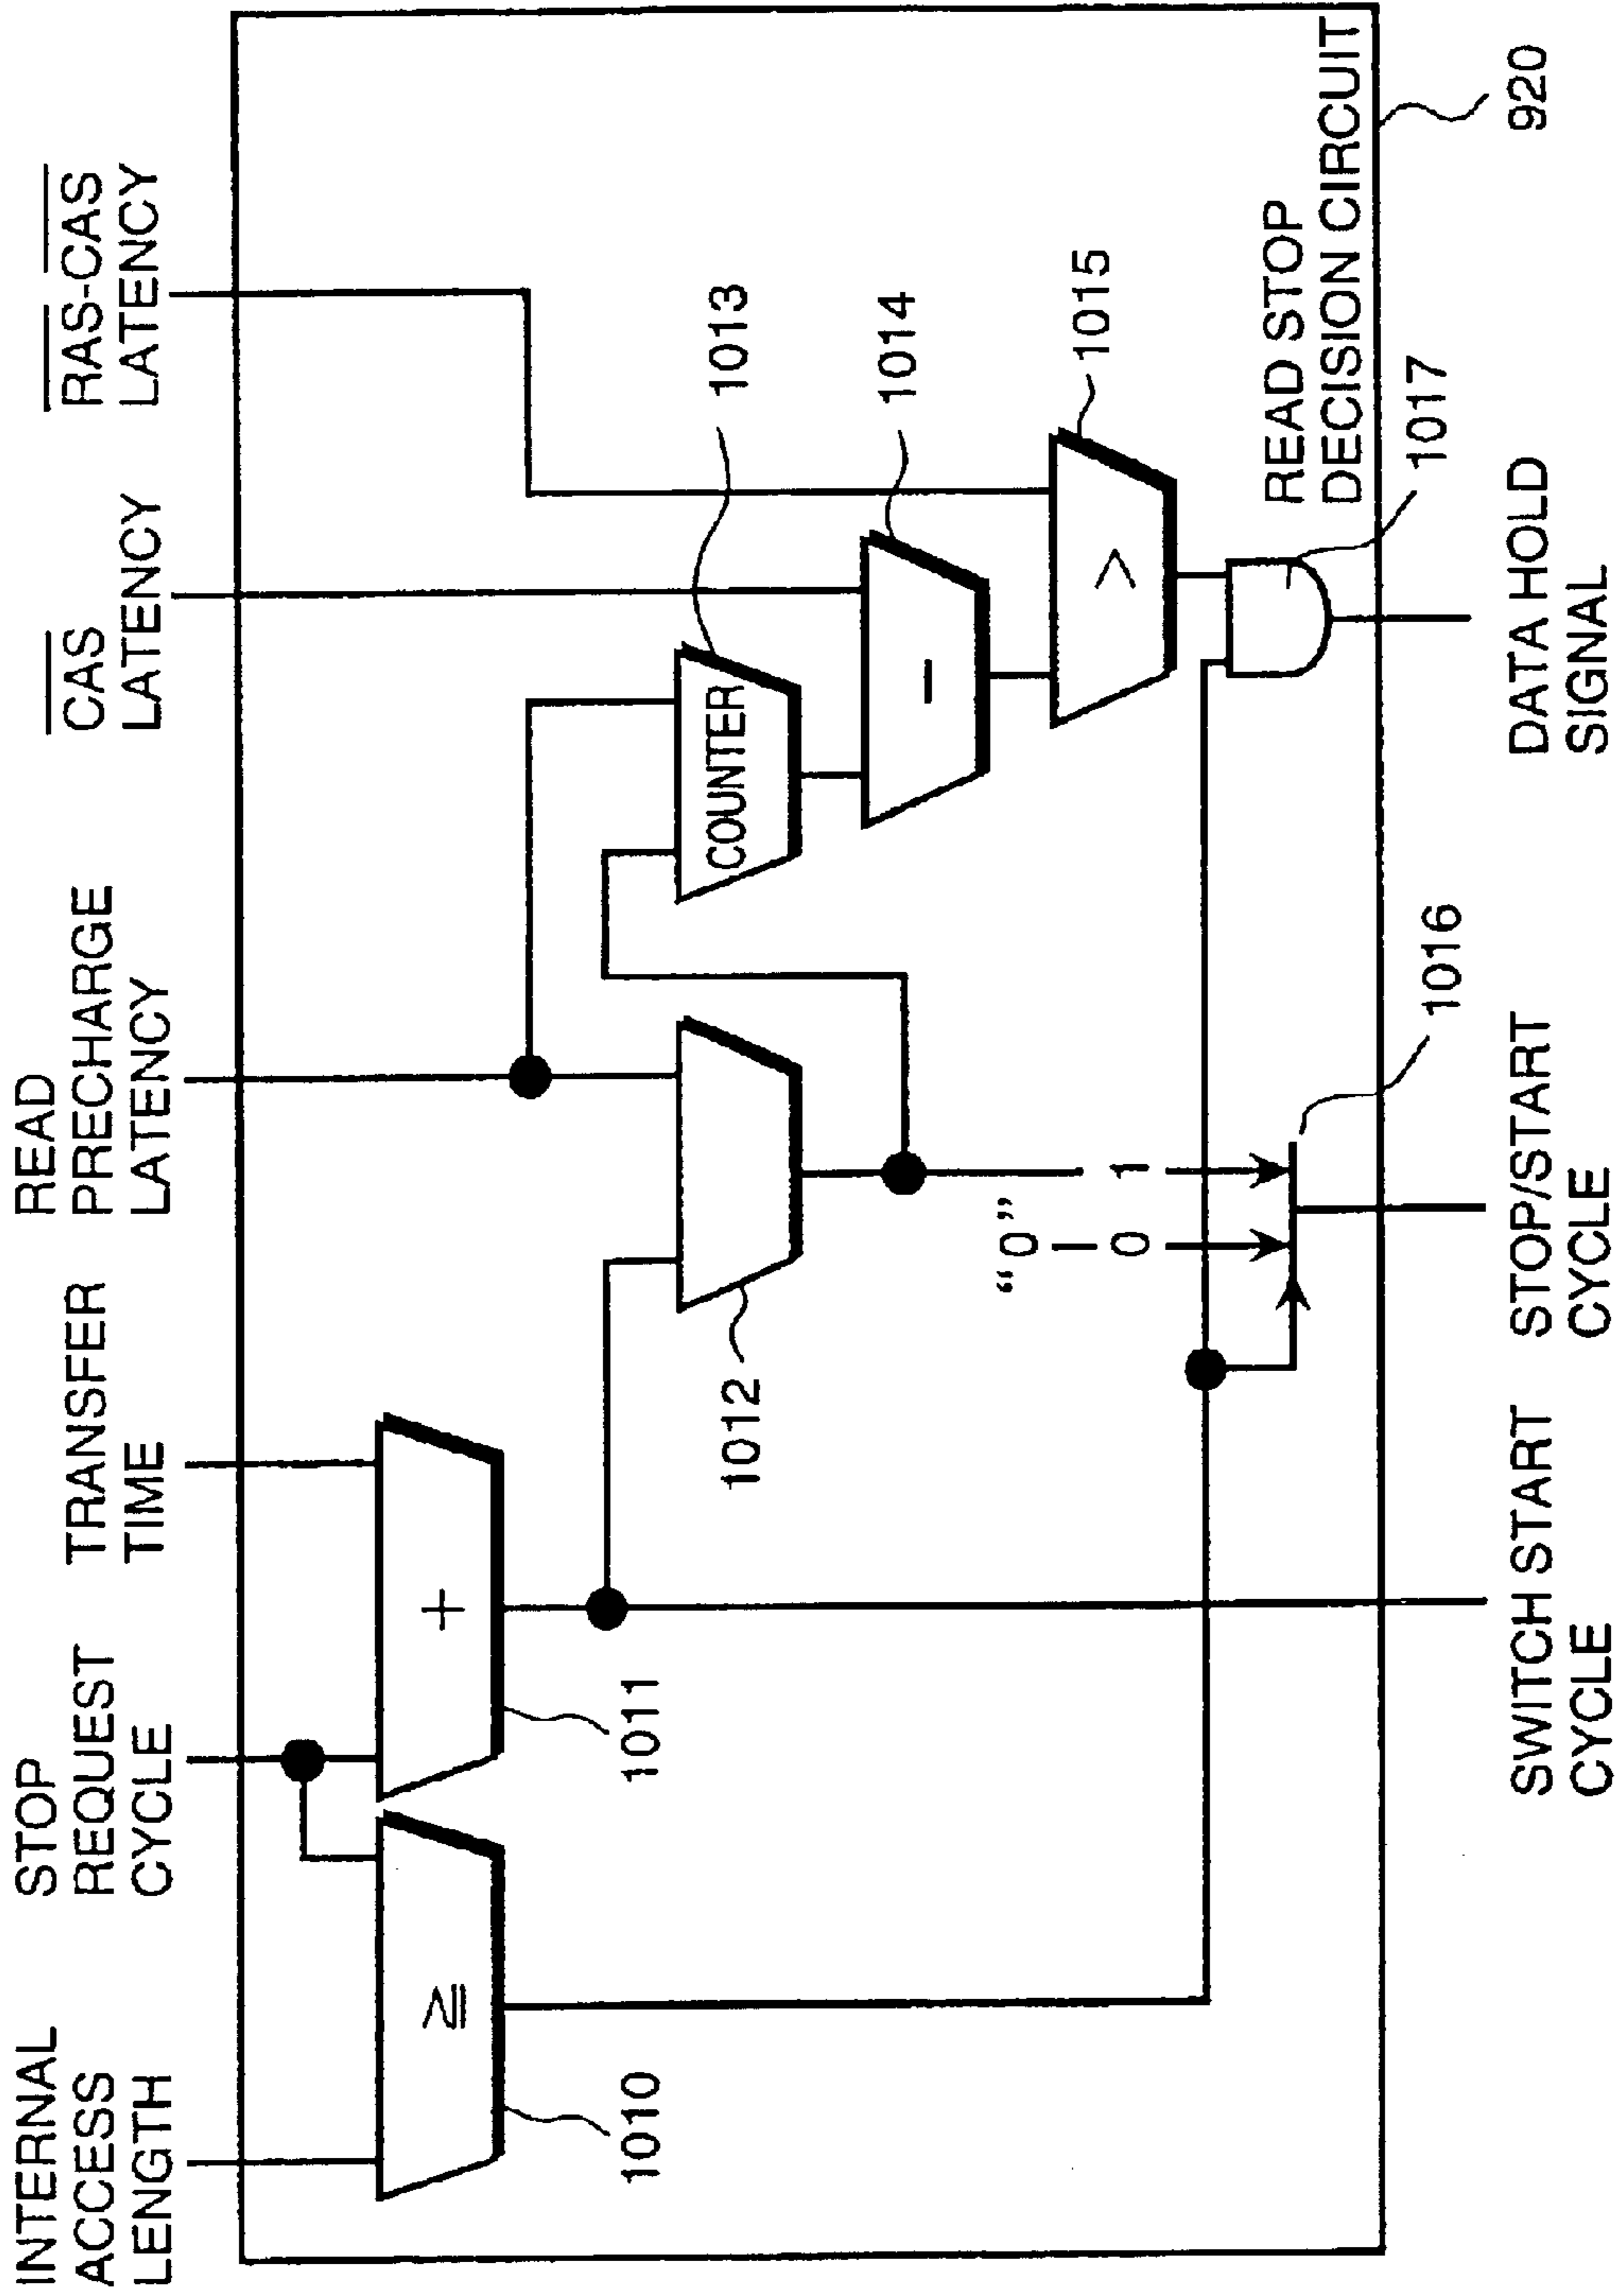 INTERNAL
ACCESS
LENGTH
STOP
REQUEST
CYCLE
TRANSFER
TIME
READ
PRECHARGE
LATENCY
CAS
LATENCY
RAS-CAS
LATENCY
≧
1010
+
1011
1012
COUNTER
1013
−
1014
>
1015
"0"
0
1
1016
1017
READ STOP
DECISION CIRCUIT
920
SWITCH START
CYCLE
STOP/START
CYCLE
DATA HOLD
SIGNAL